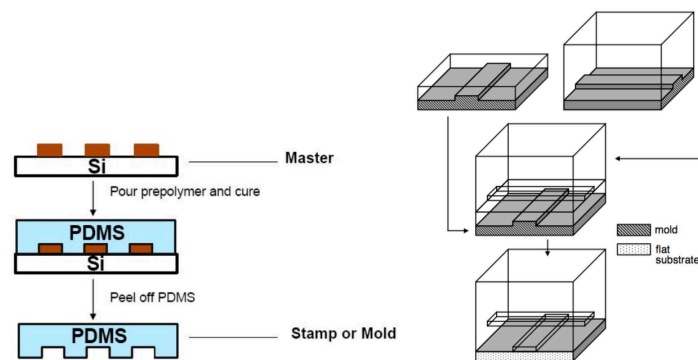 Si
Master
Pour prepolymer and cure
PDMS
Si
Peel off PDMS
PDMS
Stamp or Mold
mold
flat
substrate